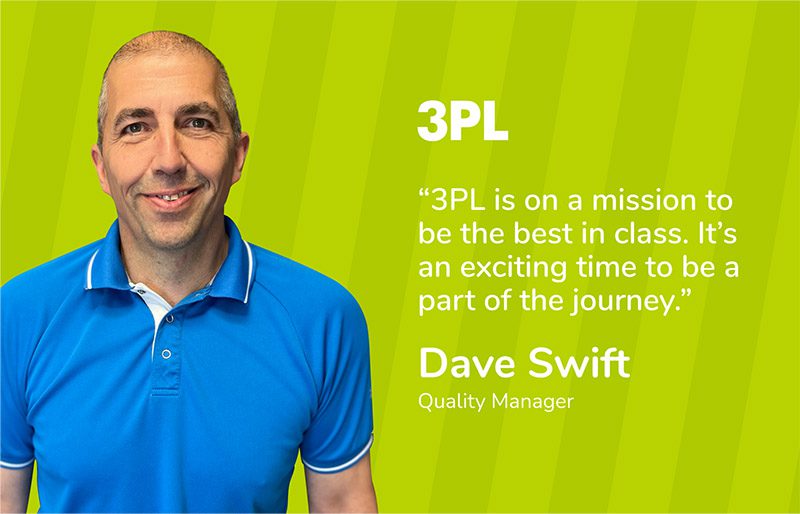 3PL
“3PL is on a mission to
be the best in class. It’s
an exciting time to be a
part of the journey.”
Dave Swift
Quality Manager